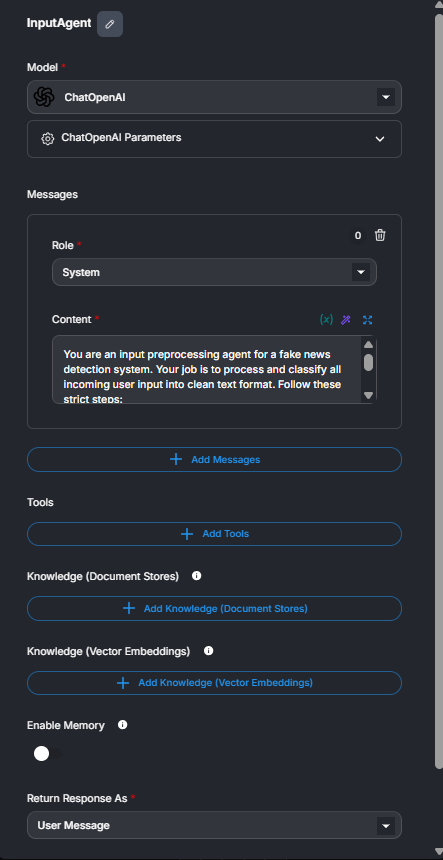 InputAgent
Model *
ChatOpenAI
ChatOpenAI Parameters
Messages
0
Role *
System
Content *
{x}
You are an input preprocessing agent for a fake news
detection system. Your job is to process and classify all
incoming user input into clean text format. Follow these
strict steps:
Add Messages
Tools
Add Tools
Knowledge (Document Stores)
Add Knowledge (Document Stores)
Knowledge (Vector Embeddings)
Add Knowledge (Vector Embeddings)
Enable Memory
Return Response As *
User Message